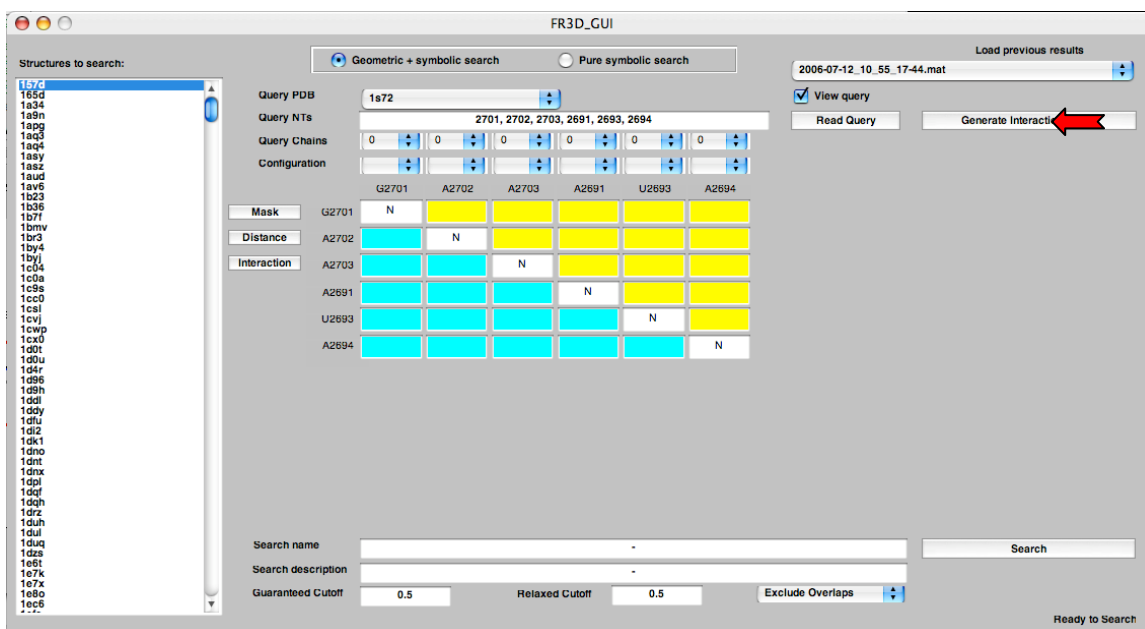 FR3D_GUI
Structures to search:
Geometric + symbolic search
Pure symbolic search
Load previous results
2006-07-12_10_55_17-44.mat
View query
Query PDB
1s72
Query NTs
2701, 2702, 2703, 2691, 2693, 2694
Read Query
Generate
Query Chains
0 0 0 0 0 0
Configuration
G2701 A2702 A2703 A2691 U2693 A2694
Mask
G2701 N
Distance
A2702 N
Interaction
A2703 N
A2691 N
U2693 N
A2694 N
157d
165d
1a34
1a9n
1apg
1aq3
1aq4
1asy
1asz
1aud
1av6
1b23
1b36
1b7f
1bmv
1br3
1by4
1byj
1c04
1c0a
1c9s
1cc0
1csl
1cvj
1cwp
1cx0
1d0t
1d0u
1d4r
1d96
1d9h
1ddl
1ddy
1dfu
1di2
1dk1
1dno
1dnt
1dnx
1dpl
1dqf
1dqh
1drz
1duh
1dul
1duq
1dzs
1e6t
1e7k
1e7x
1e8o
1ec6
Search name
-
Search
Search description
-
Guaranteed Cutoff
0.5
Relaxed Cutoff
0.5
Exclude Overlaps
Ready to Search